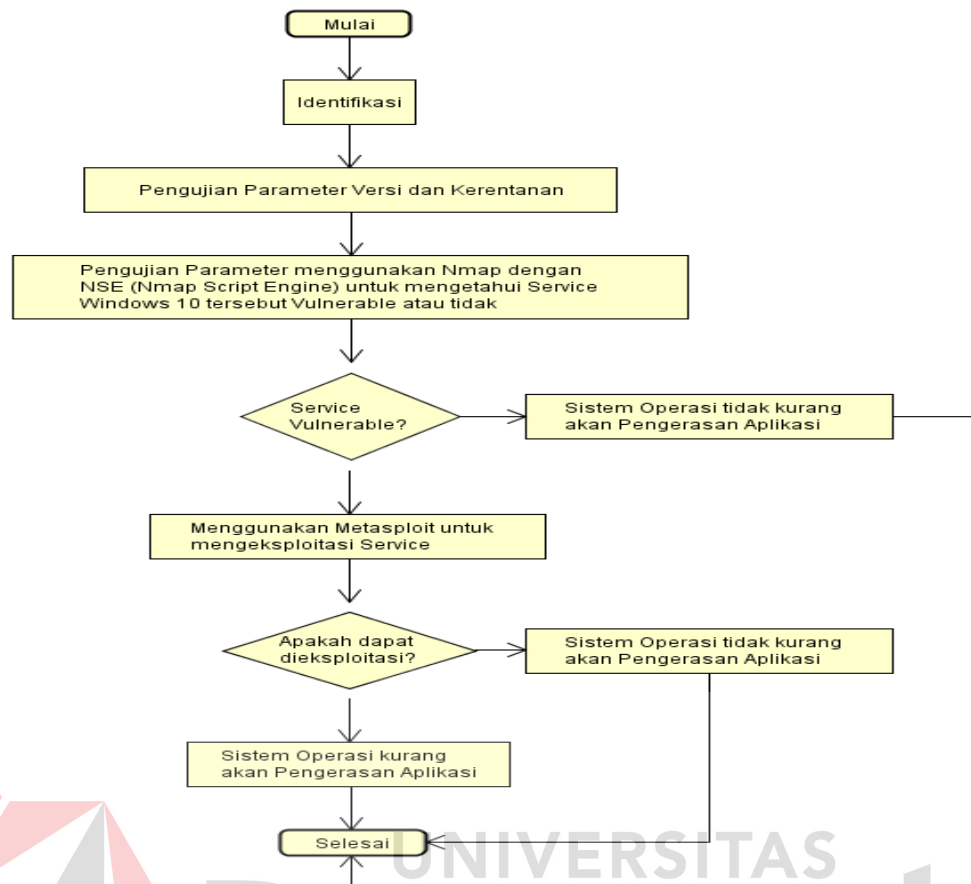 Mulai
Identifikasi
Pengujian Parameter Versi dan Kerentanan
Pengujian Parameter menggunakan Nmap dengan
NSE (Nmap Script Engine) untuk mengetahui Service
Windows 10 tersebut Vulnerable atau tidak
Service
Vulnerable?
Sistem Operasi tidak kurang
akan Pengerasan Aplikasi
Menggunakan Metasploit untuk
mengeksploitasi Service
Apakah dapat
dieksploitasi?
Sistem Operasi tidak kurang
akan Pengerasan Aplikasi
Sistem Operasi kurang
akan Pengerasan Aplikasi
Selesai
UNIVERSITAS